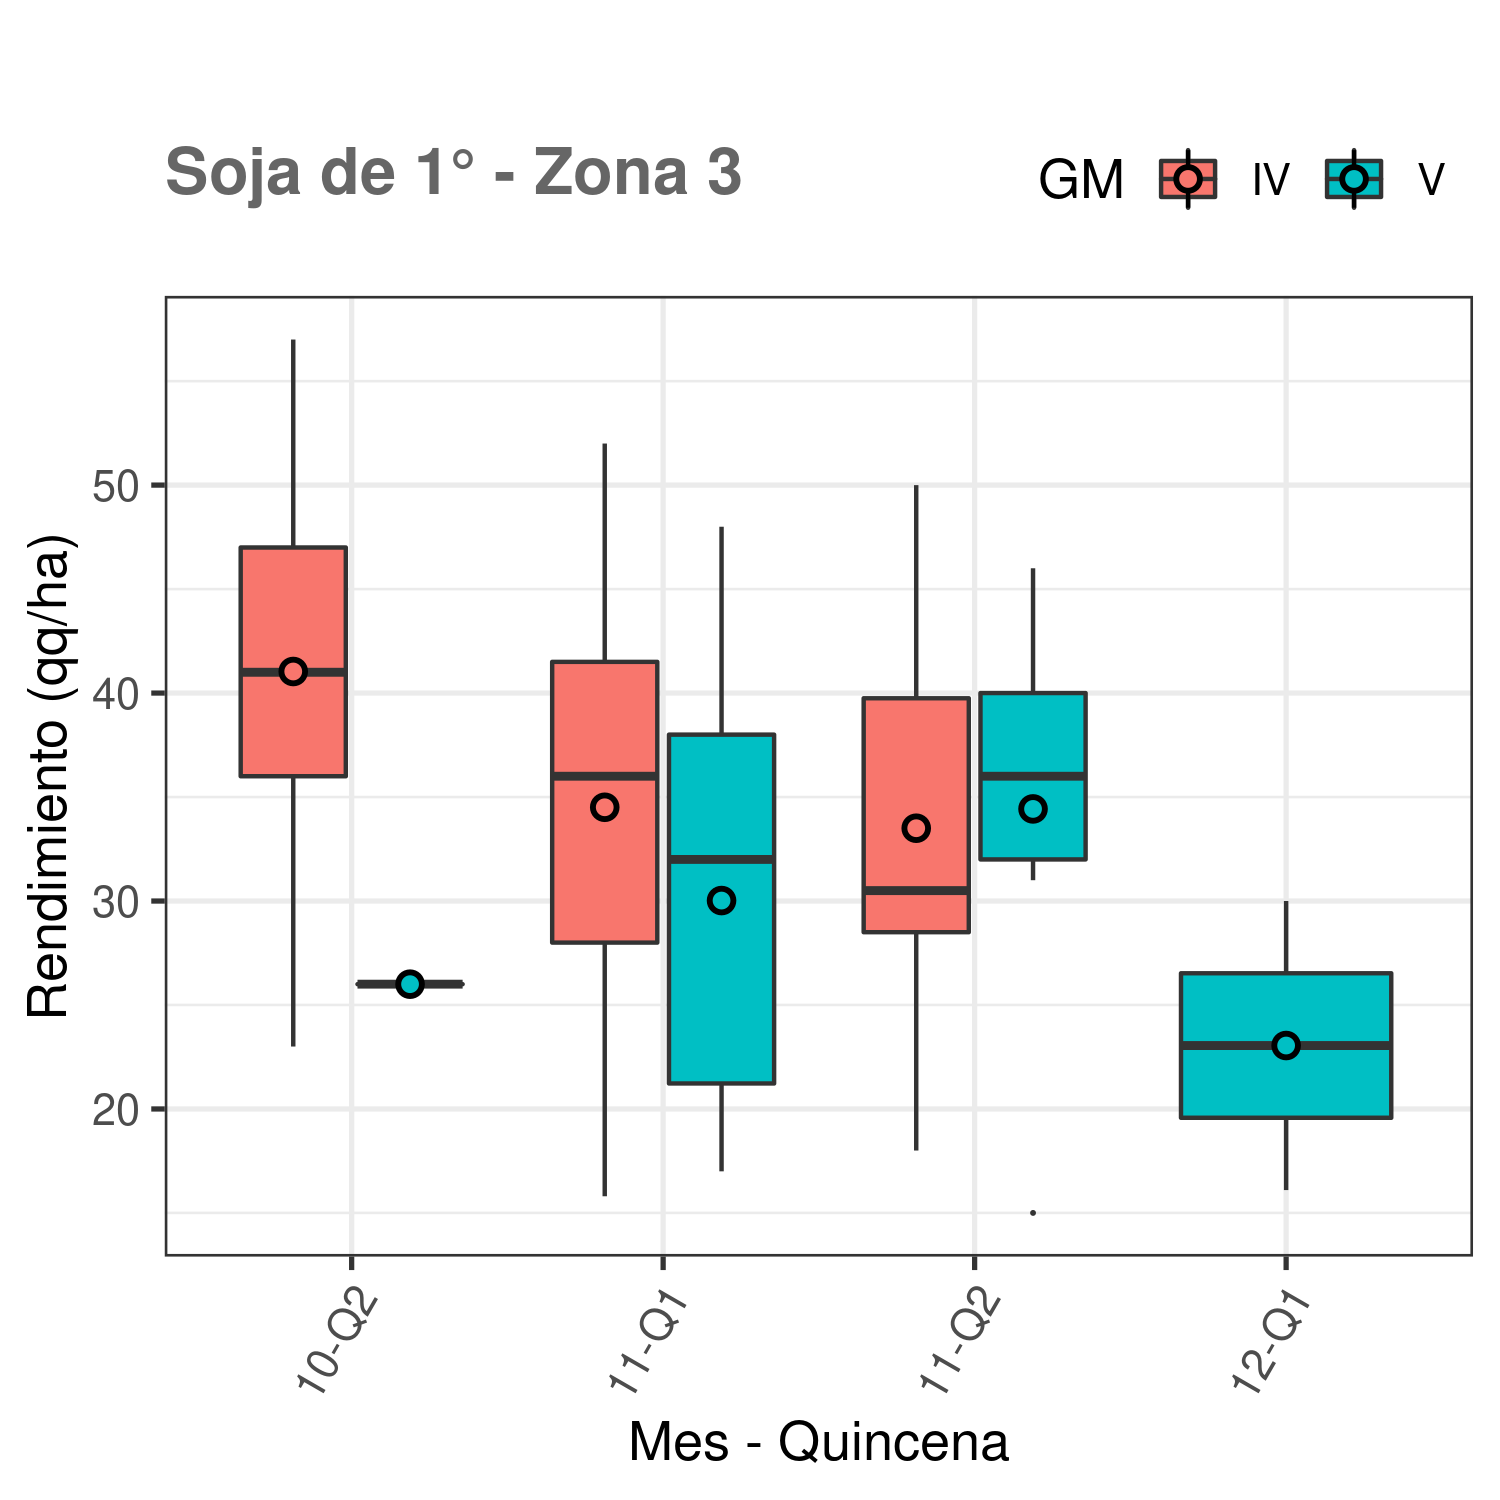 Soja de 1° - Zona 3
GM IV V
Rendimiento (qq/ha)
50
40
30
20
10-Q2 11-Q1 11-Q2 12-Q1
Mes - Quincena